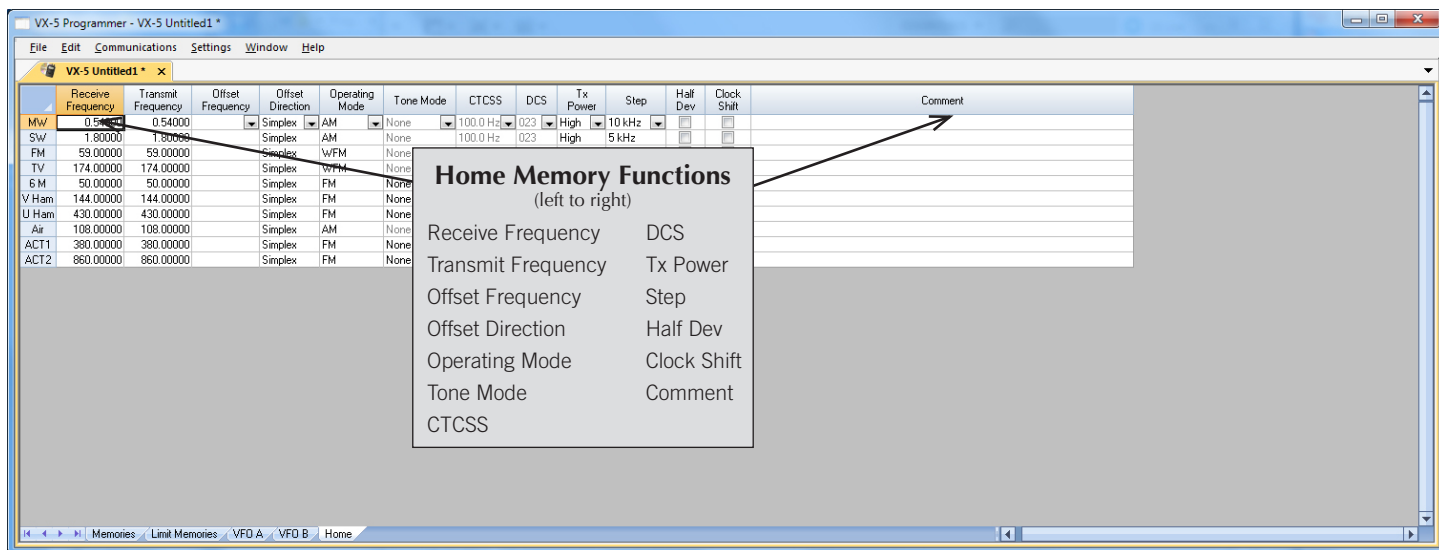 VX-5 Programmer - VX-5 Untitled1 *
File Edit Communications Settings Window Help
VX-5 Untitled1 * x
Receive Frequency Transmit Frequency Offset Frequency Offset Direction Operating Mode Tone Mode CTCSS DCS Tx Power Step Half Dev Clock Shift Comment
MW 0.54000 0.54000 Simplex AM None 100.0 Hz 023 High 10 kHz
SW 1.80000 1.80000 Simplex AM None 100.0 Hz 023 High 5 kHz
FM 59.00000 59.00000 Simplex WFM None
TV 174.00000 174.00000 Simplex WFM None
6 M 50.00000 50.00000 Simplex FM None
V Ham 144.00000 144.00000 Simplex FM None
U Ham 430.00000 430.00000 Simplex FM None
Air 108.00000 108.00000 Simplex AM None
ACT1 380.00000 380.00000 Simplex FM None
ACT2 860.00000 860.00000 Simplex FM None
Home Memory Functions
(left to right)
Receive Frequency DCS
Transmit Frequency Tx Power
Offset Frequency Step
Offset Direction Half Dev
Operating Mode Clock Shift
Tone Mode Comment
CTCSS
Memories Limit Memories VFO A VFO B Home